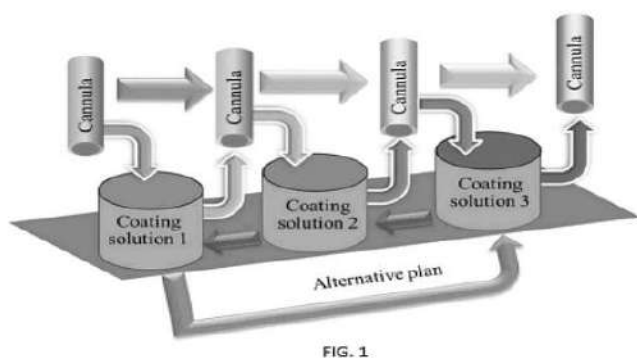 Cannula
Cannula
Cannula
Cannula
Coating
solution 1
Coating
solution 2
Coating
solution 3
Alternative plan
FIG. 1